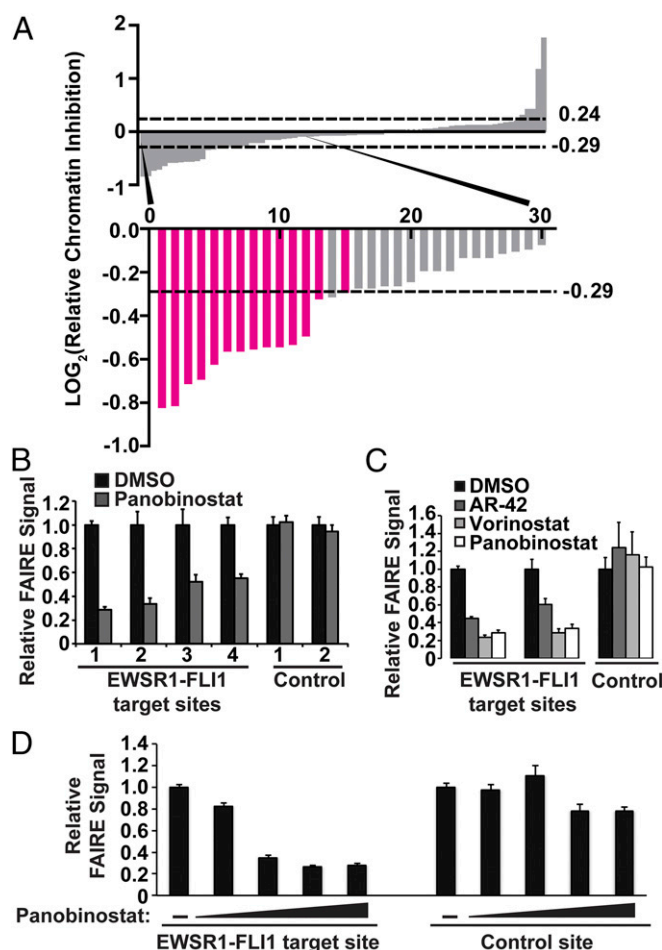 A
2
1
0
-1
0.24
-0.29
LOG₂(Relative Chromatin Inhibition)
0 10 20 30
0.0
-0.2
-0.4
-0.6
-0.8
-1.0
-0.29
B
DMSO
Panobinostat
Relative FAIRE Signal
1.2
1.0
0.8
0.6
0.4
0.2
0
1 2 3 4 1 2
EWSR1-FLI1 Control
target sites
C
DMSO
AR-42
Vorinostat
Panobinostat
Relative FAIRE Signal
1.6
1.4
1.2
1.0
0.8
0.6
0.4
0.2
0
EWSR1-FLI1 Control
target sites
D
Relative
FAIRE Signal
1.4
1.2
1.0
0.8
0.6
0.4
0.2
0
Panobinostat: – –
EWSR1-FLI1 target site Control site